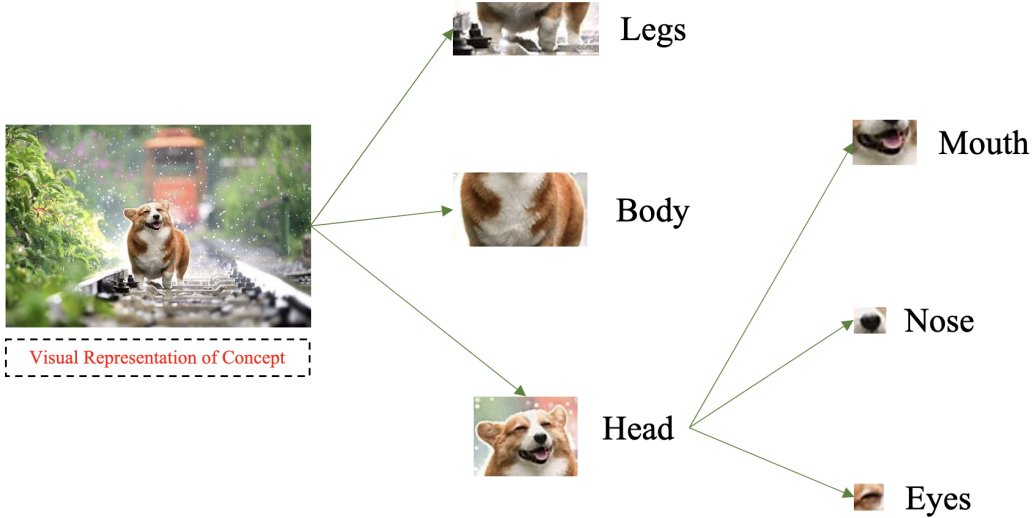 Legs
Mouth
Body
Nose
Visual Representation of Concept
Head
Eyes